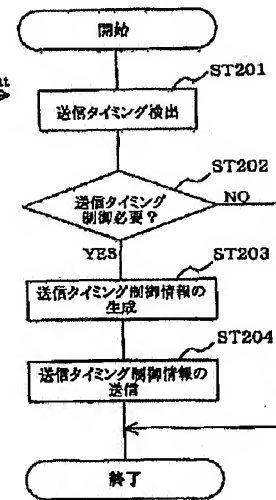 開始
ST201
送信タイミング検出
ST202
送信タイミング
制御必要？
NO
YES
ST203
送信タイミング制御情報の
生成
ST204
送信タイミング制御情報の
送信
終了